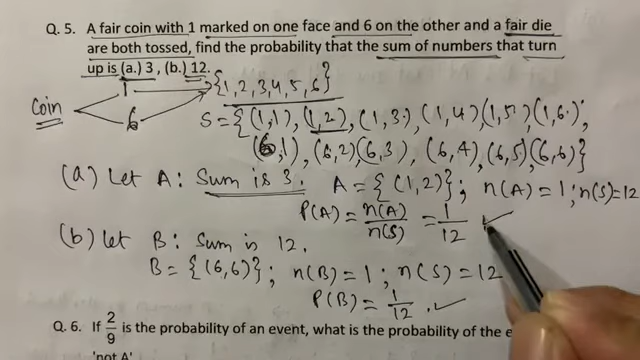 Q. 5. A fair coin with 1 marked on one face and 6 on the other and a fair die
are both tossed, find the probability that the sum of numbers that turn
up is (a.) 3 , (b.) 12.
1 {1,2,3,4,5,6}
Coin
6
S={(1,1), (1,2), (1,3), (1,4)(1,5)(1,6),
(6,1), (6,2)(6,3) (6,4),(6,5)(6,6)}
(a) Let A: Sum is 3. A={(1,2)}; n(A)=1; n(S)=12
P(A)=n(A)/n(S) =1/12 ✓
(b) Let B: Sum is 12.
B={(6,6)}; n(B)=1; n(S)=12
P(B)=1/12. ✓
Q. 6. If 2/9 is the probability of an event, what is the probability of the e
'not A'